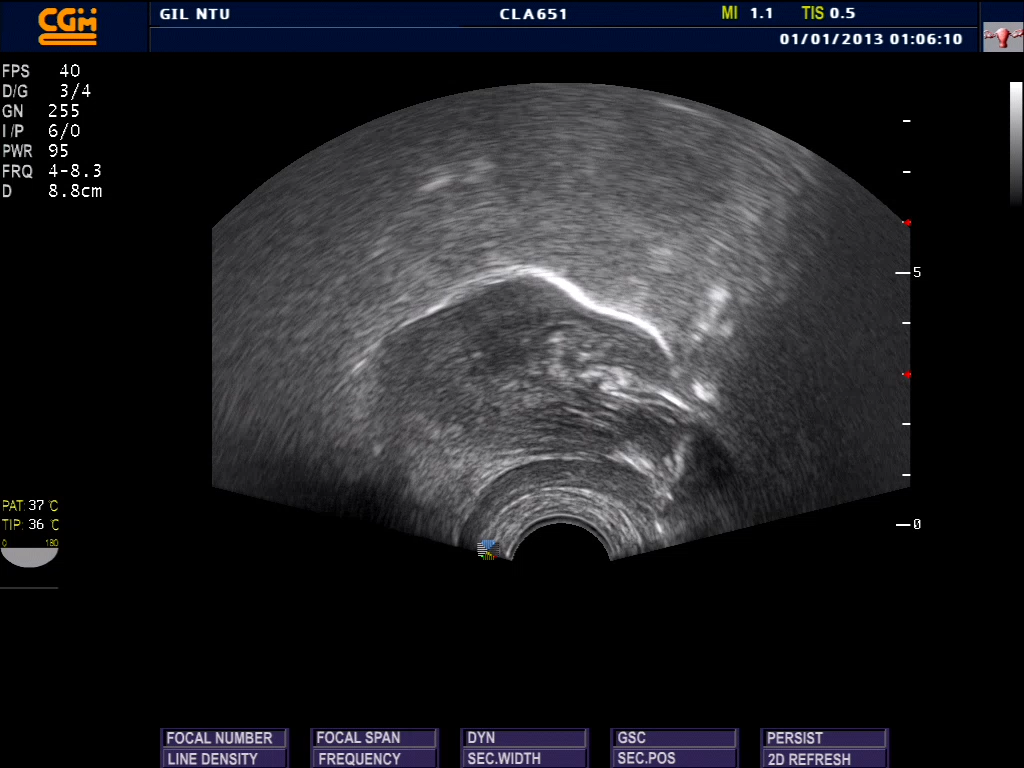 CGM
GIL NTU
CLA651
MI 1.1
TIS 0.5
01/01/2013 01:06:10
FPS 40
D/G 3/4
GN 255
I/P 6/0
PWR 95
FRQ 4-8.3
D 8.8cm
5
PAT: 37 °C
TIP: 36 °C
0 180
0
FOCAL NUMBER
LINE DENSITY
FOCAL SPAN
FREQUENCY
DYN
SEC.WIDTH
GSC
SEC.POS
PERSIST
2D REFRESH